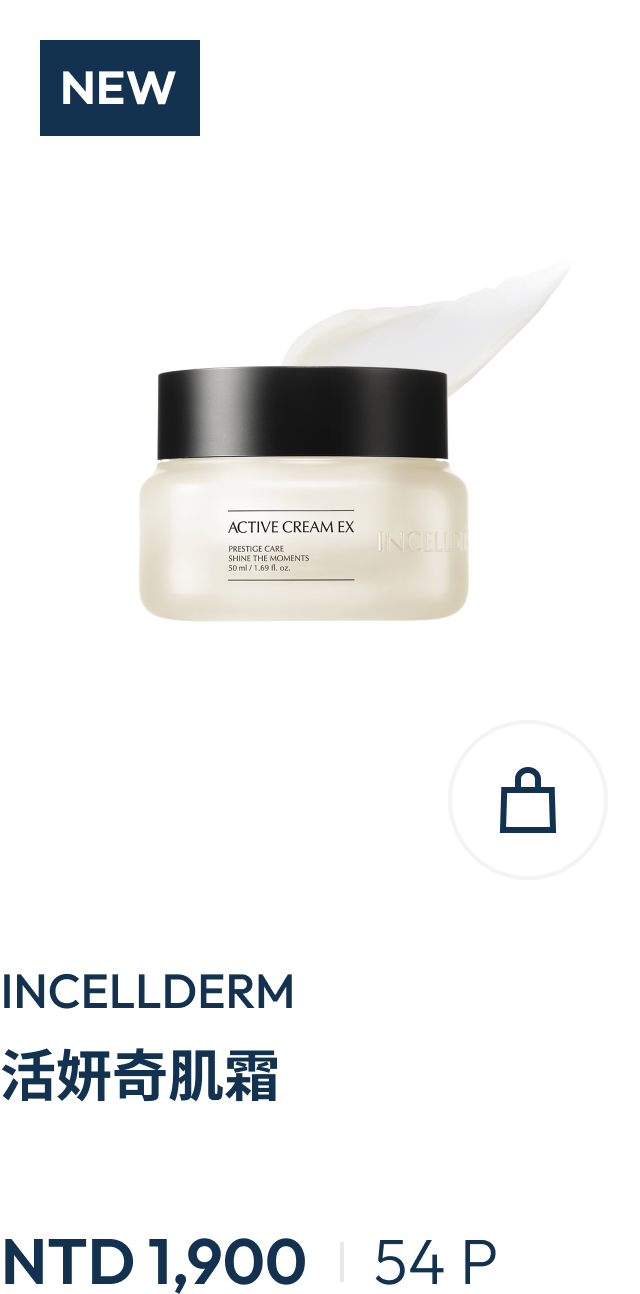 NEW
ACTIVE CREAM EX
PRESTIGE CARE
SHINE THE MOMENTS
50 ml / 1.69 fl. oz.
INCELLDERM
活妍奇肌霜
NTD 1,900 | 54 P